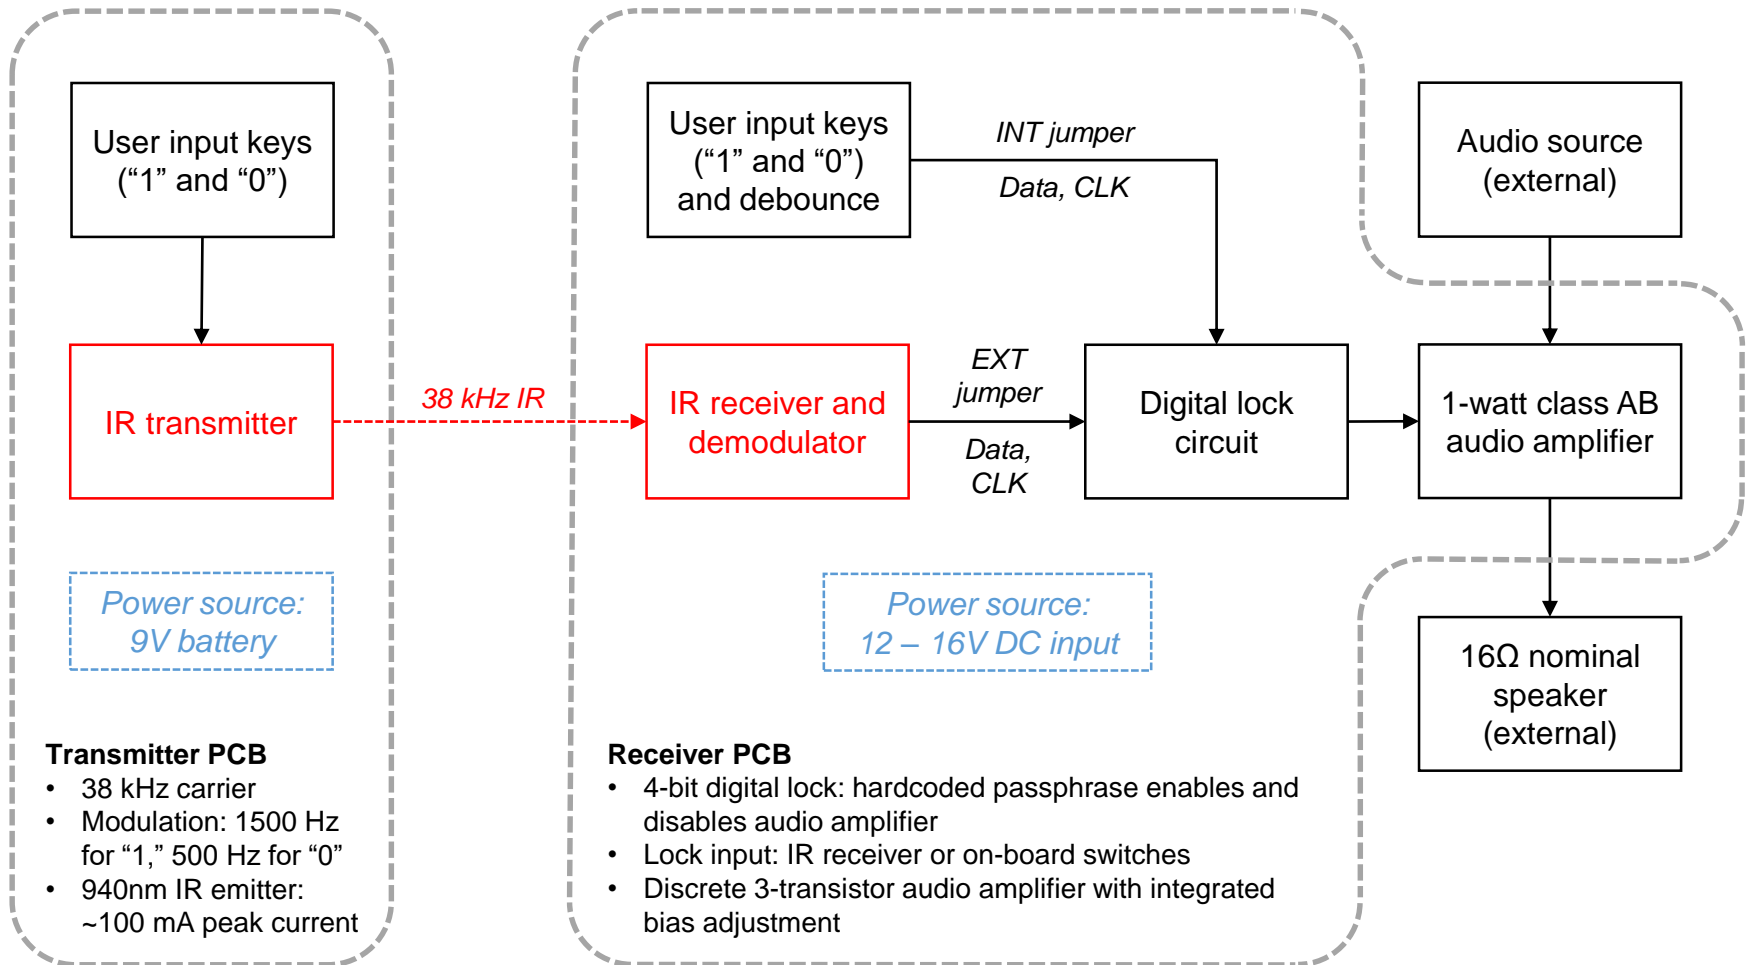 User input keys
(“1” and “0”)
IR transmitter
Power source:
9V battery
Transmitter PCB
• 38 kHz carrier
• Modulation: 1500 Hz
for “1,” 500 Hz for “0”
• 940nm IR emitter:
~100 mA peak current
38 kHz IR
User input keys
(“1” and “0”)
and debounce
INT jumper
Data, CLK
IR receiver and
demodulator
EXT
jumper
Data,
CLK
Digital lock
circuit
Power source:
12 – 16V DC input
Receiver PCB
• 4-bit digital lock: hardcoded passphrase enables and
disables audio amplifier
• Lock input: IR receiver or on-board switches
• Discrete 3-transistor audio amplifier with integrated
bias adjustment
Audio source
(external)
1-watt class AB
audio amplifier
16Ω nominal
speaker
(external)